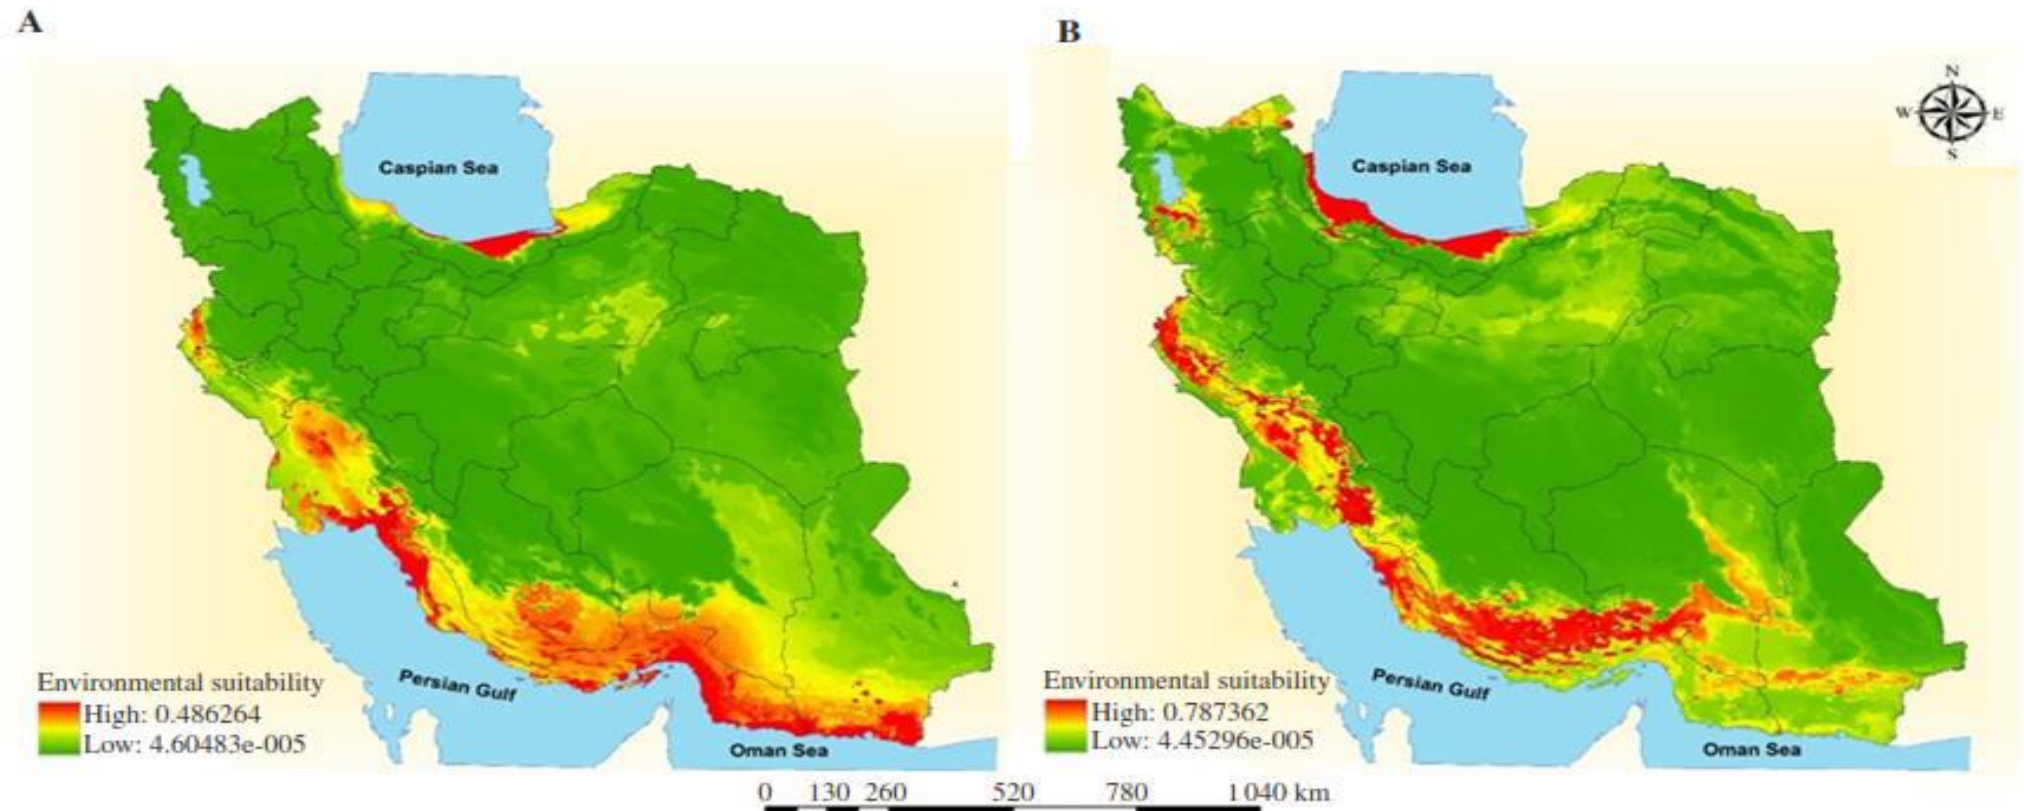 A
B
N
W E
S
Caspian Sea
Caspian Sea
Environmental suitability
High: 0.486264
Low: 4.60483e-005
Persian Gulf
Oman Sea
Environmental suitability
High: 0.787362
Low: 4.45296e-005
Persian Gulf
Oman Sea
0 130 260 520 780 1 040 km